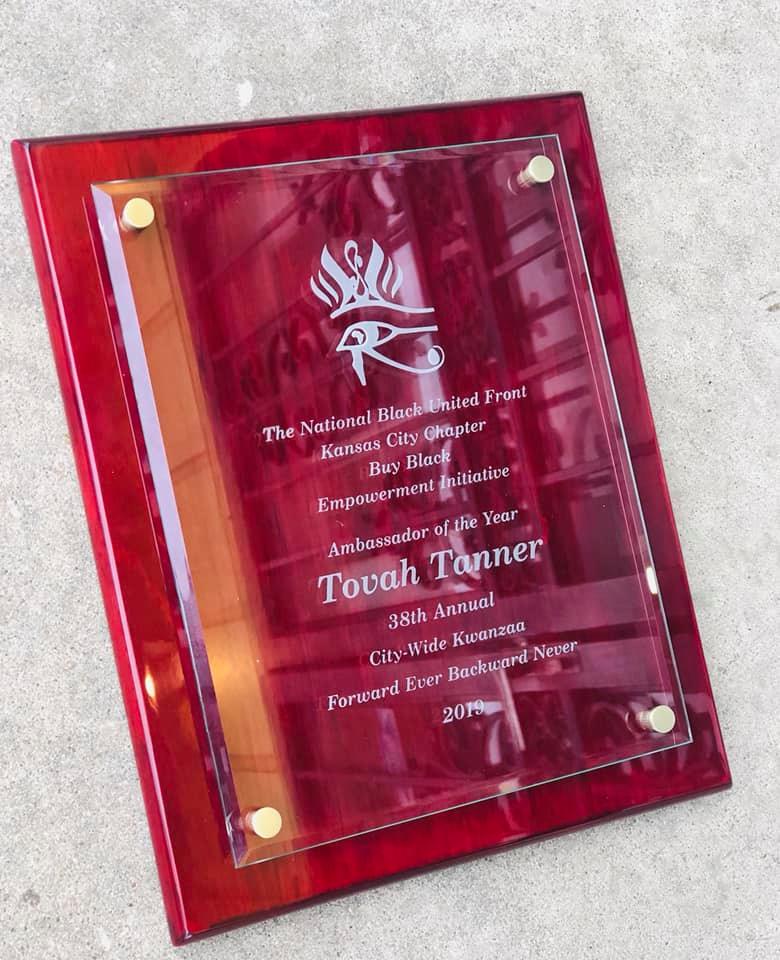 The National Black United Front
Kansas City Chapter
Buy Black
Empowerment Initiative
Ambassador of the Year
Tovah Tanner
38th Annual
City-Wide Kwanzaa
Forward Ever Backward Never
2019